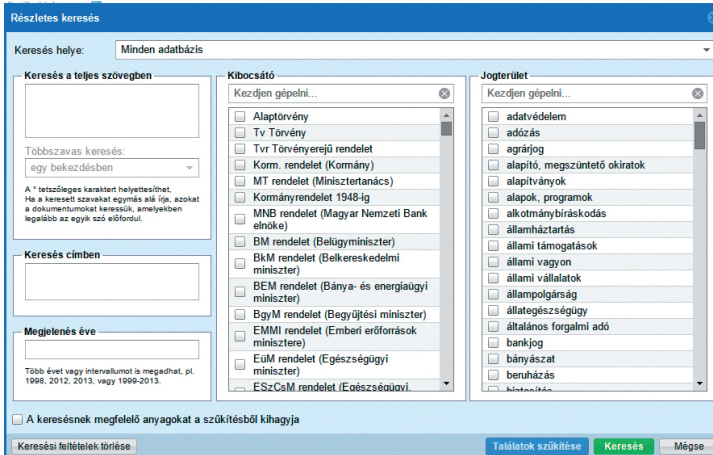 Részletes keresés
Keresés helye: Minden adatbázis
Keresés a teljes szövegben
Többszavas keresés:
egy bekezdésben
A * tetszőleges karaktert helyettesíthet,
Ha a keresett szavakat egymás alá írja, azokat
a dokumentumokat keressük, amelyekben
legalább az egyik szó előfordul.
Keresés címben
Megjelenés éve
Több évet vagy intervallumot is megadhat, pl.
1998, 2012, 2013, vagy 1999-2013.
Kibocsátó
Kezdjen gépelni...
Alaptörvény
Tv Törvény
Tvr Törvényerejű rendelet
Korm. rendelet (Kormány)
MT rendelet (Minisztertanács)
Kormányrendelet 1948-ig
MNB rendelet (Magyar Nemzeti Bank
elnöke)
BM rendelet (Belügyminiszter)
BkM rendelet (Belkereskedelmi
miniszter)
BEM rendelet (Bánya- és energiaügyi
miniszter)
BgyM rendelet (Begyűjtési miniszter)
EMMI rendelet (Emberi erőforrások
minisztere)
EüM rendelet (Egészségügyi
miniszter)
ESzCsM rendelet (Egészségügyi,
Jogterület
Kezdjen gépelni...
adatvédelem
adózás
agrárjog
alapító, megszüntető okiratok
alapítványok
alapok, programok
alkotmánybíráskodás
államháztartás
állami támogatások
állami vagyon
állami vállalatok
állampolgárság
állategészségügy
általános forgalmi adó
bankjog
bányászat
beruházás
biztosítás
A keresésnek megfelelő anyagokat a szűkítésből kihagyja
Keresési feltételek törlése
Találatok szűkítése
Keresés
Mégse